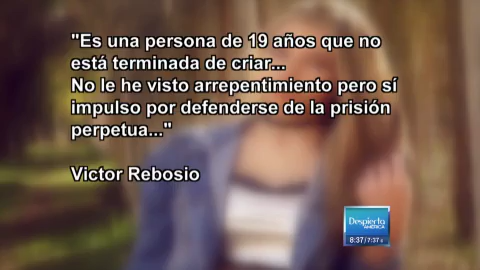 "Es una persona de 19 años que no
está terminada de criar...
No le he visto arrepentimiento pero sí
impulso por defenderse de la prisión
perpetua..."
Victor Rebosio
Despierta
AMÉRICA
8:37/7:37 c